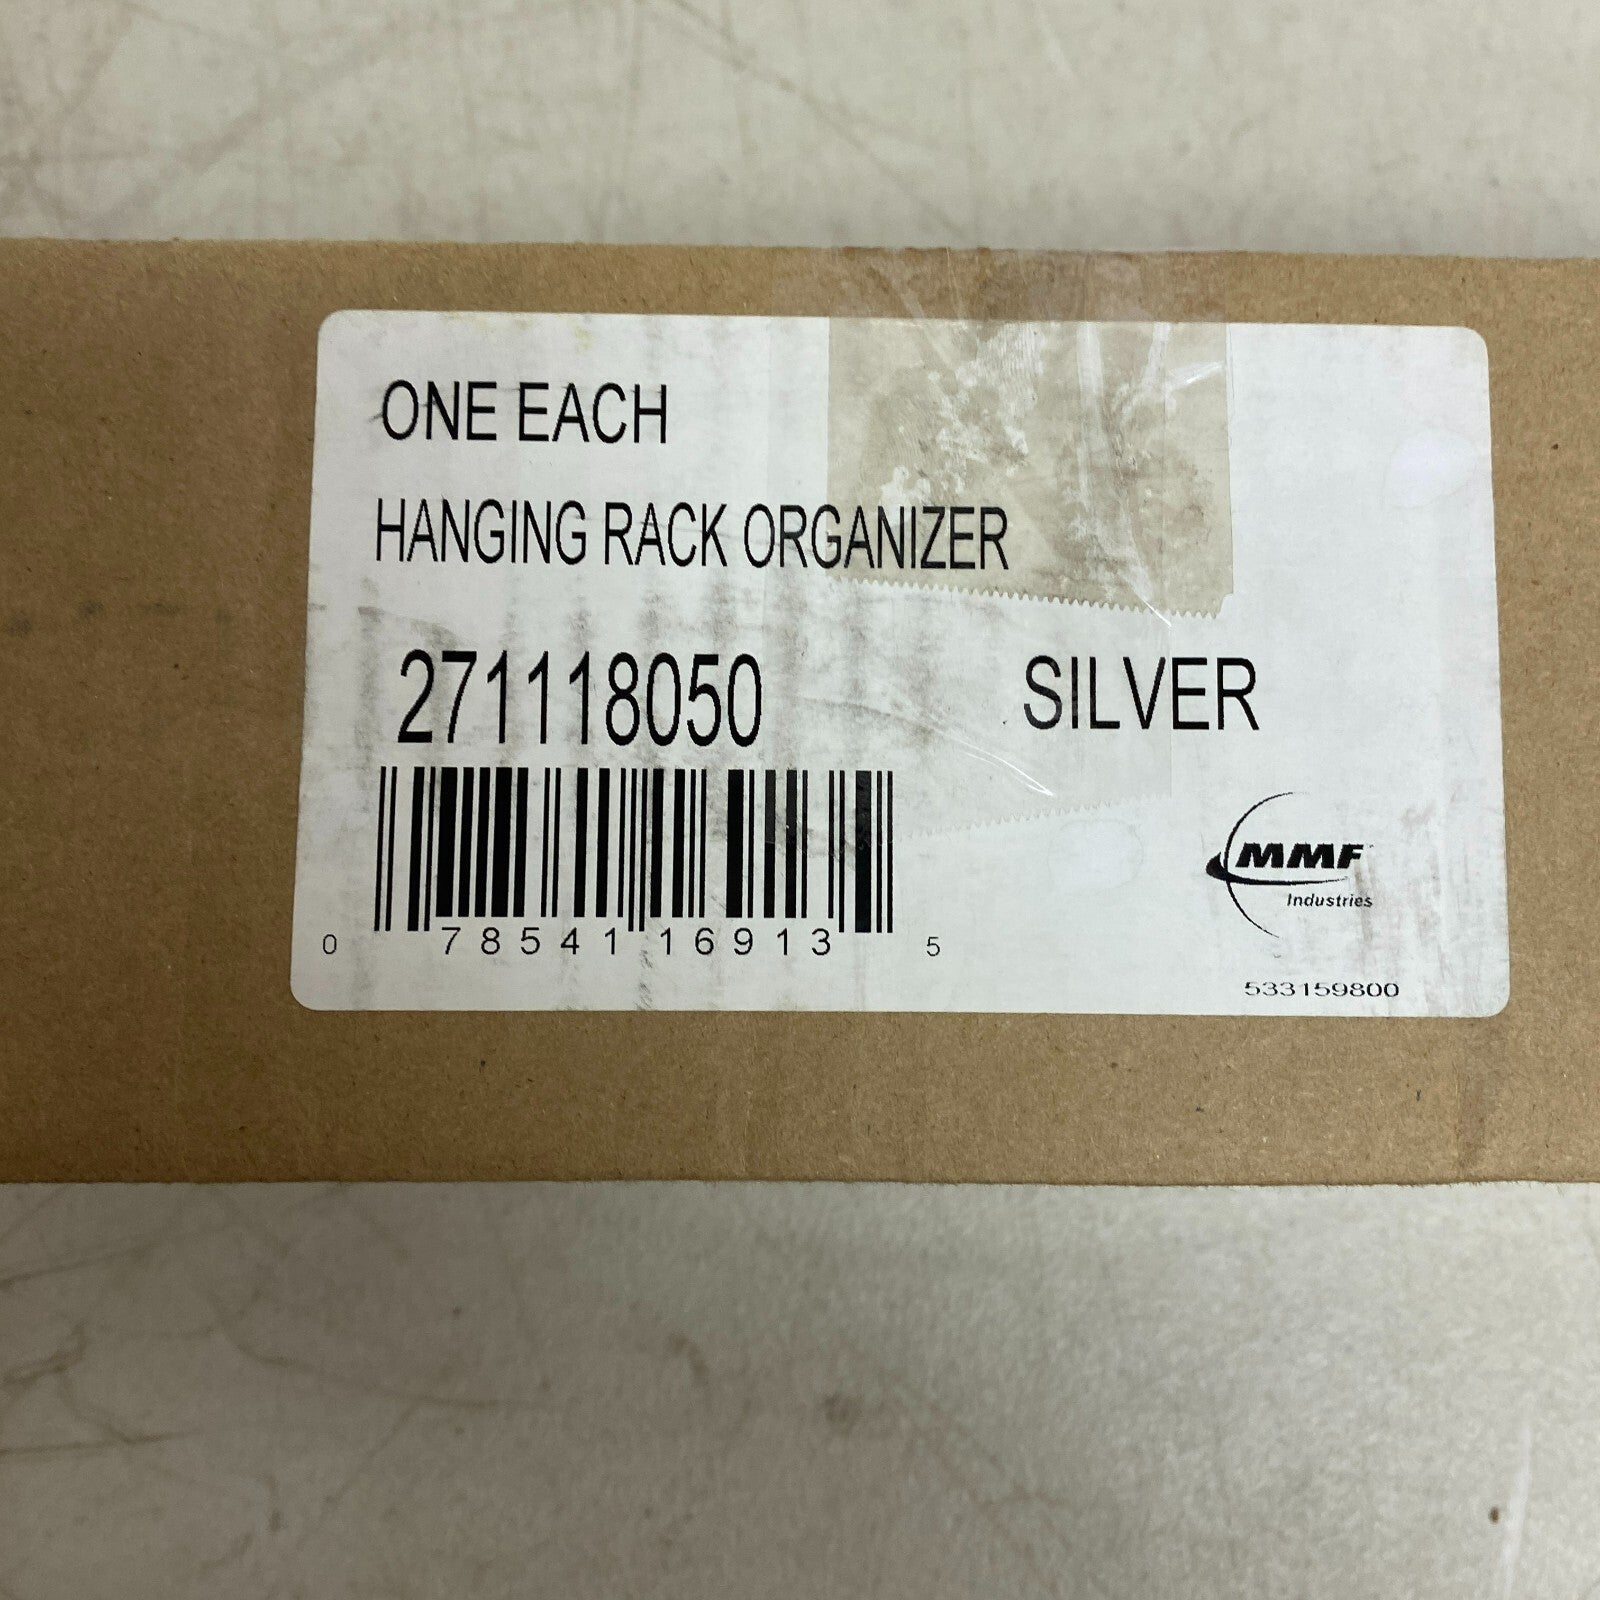 ONE EACH
HANGING RACK ORGANIZER
271118050 SILVER
MMF
Industries
0 78541 16913 5
533159800